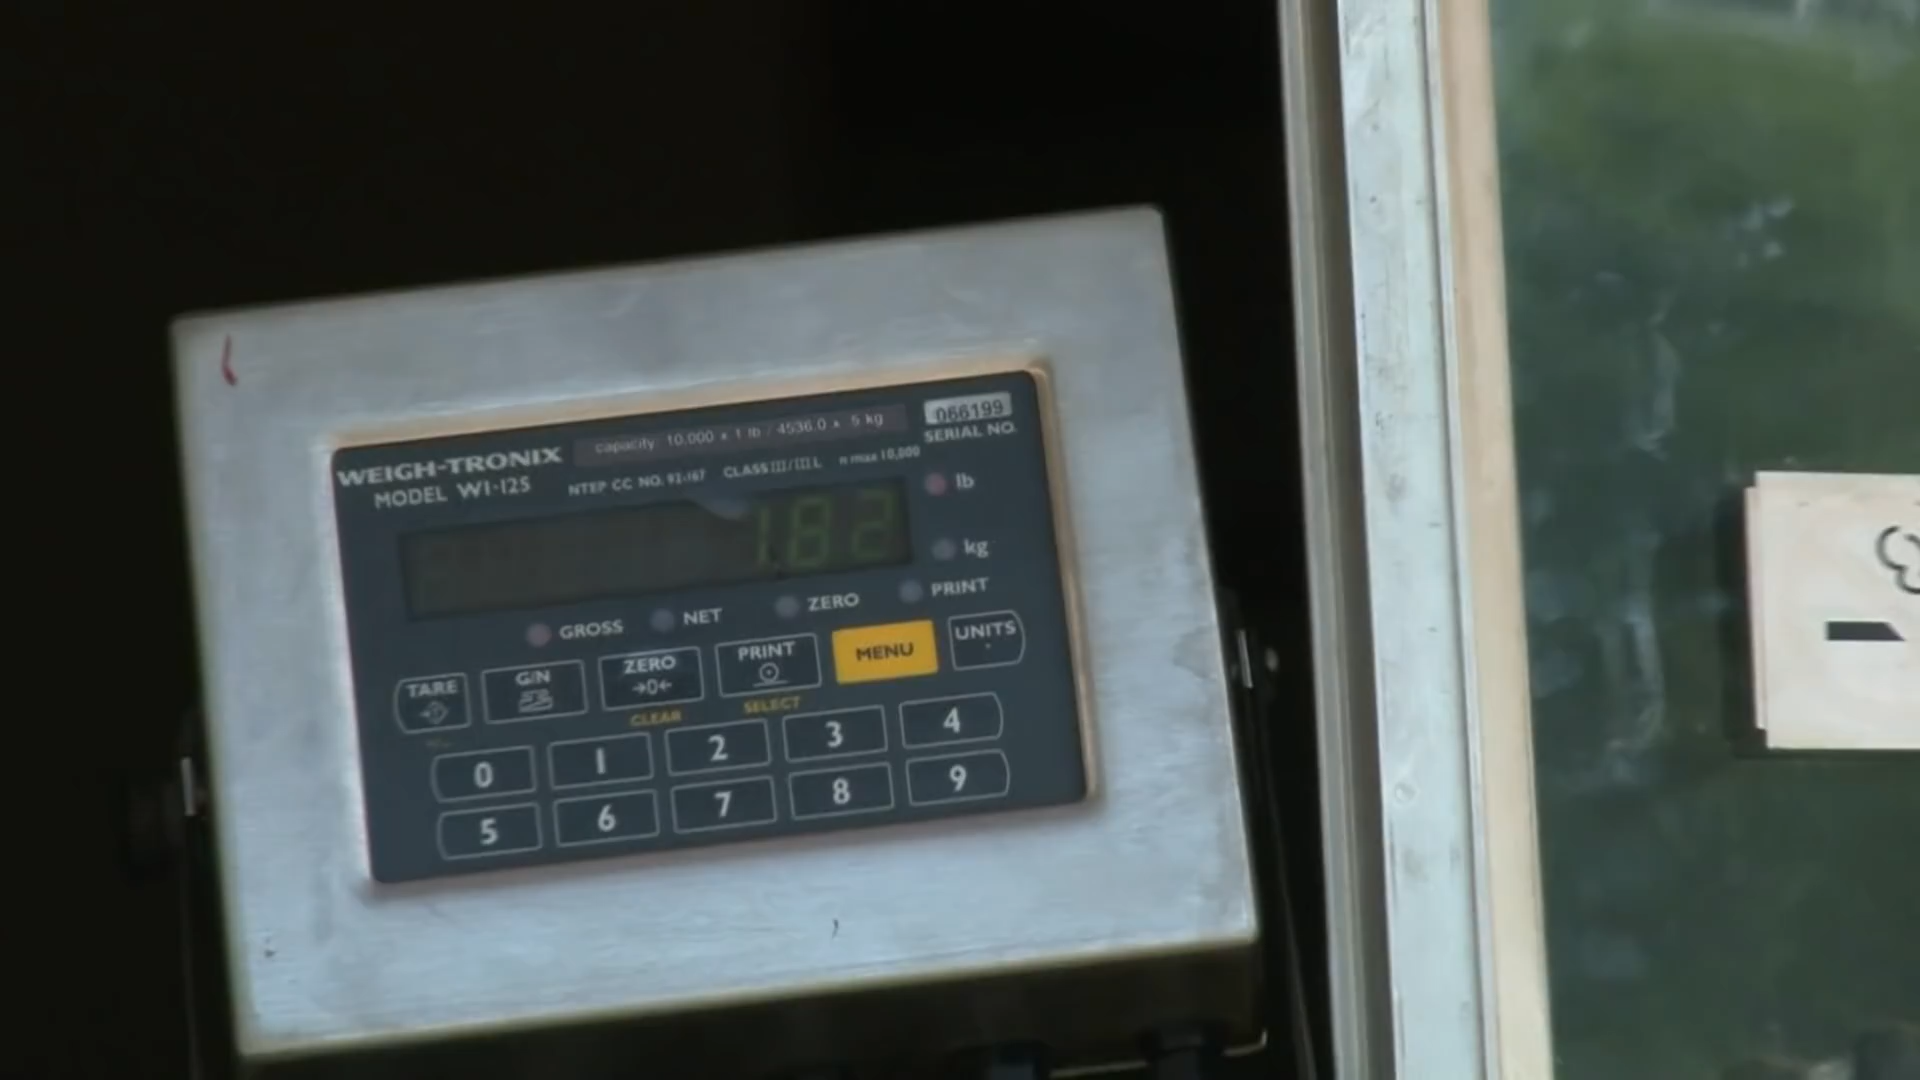 capacity: 10,000 x 1 lb / 4536.0 x .5 kg
066199
SERIAL NO.
WEIGH-TRONIX
MODEL WI-125
NTEP CC NO. 92-167 CLASS III/III L n max 10,000
182
lb
kg
GROSS NET ZERO PRINT
TARE G/N ZERO PRINT MENU UNITS
→0←
CLEAR SELECT
0 1 2 3 4
5 6 7 8 9